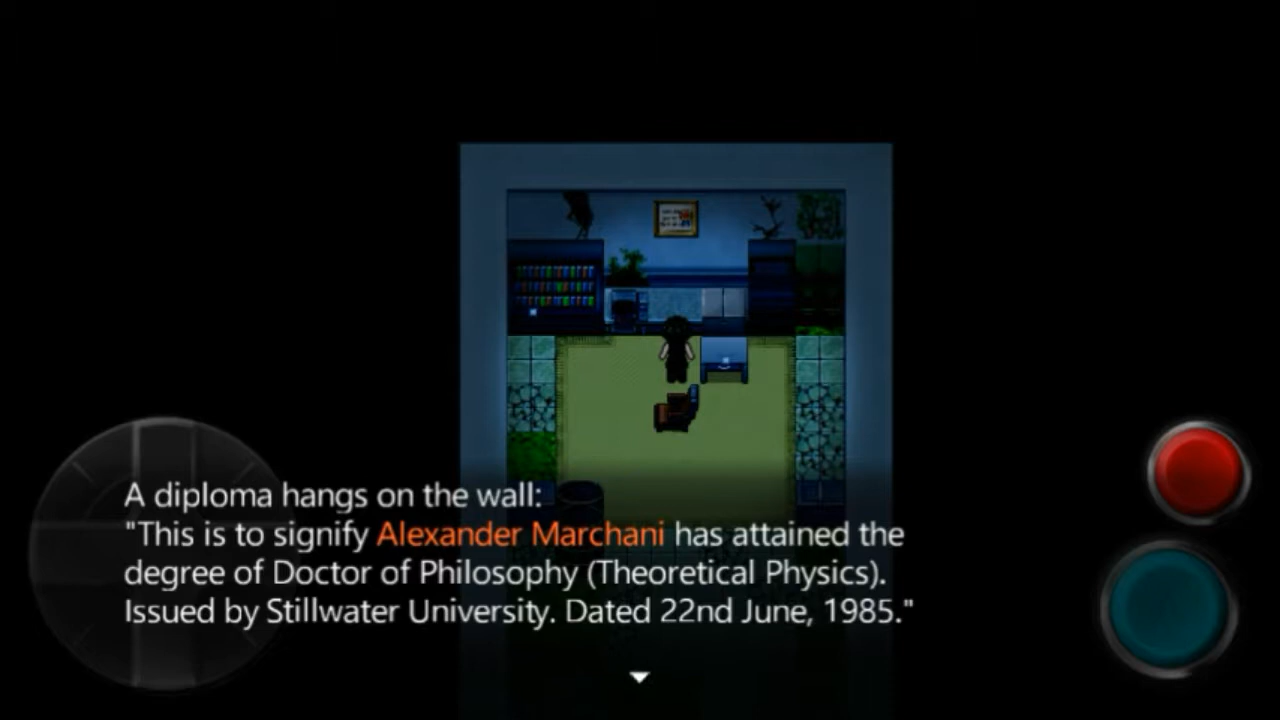 A diploma hangs on the wall:
"This is to signify Alexander Marchani has attained the
degree of Doctor of Philosophy (Theoretical Physics).
Issued by Stillwater University. Dated 22nd June, 1985."